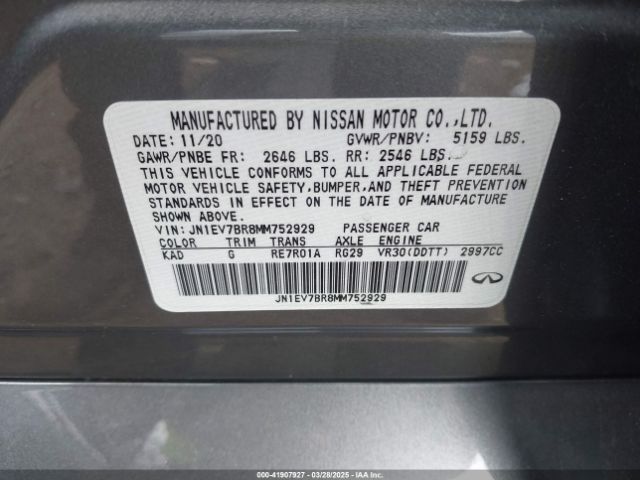 MANUFACTURED BY NISSAN MOTOR CO.,LTD.
DATE: 11/20 GVWR/PNBV: 5159 LBS.
GAWR/PNBE FR: 2646 LBS. RR: 2546 LBS.
THIS VEHICLE CONFORMS TO ALL APPLICABLE FEDERAL
MOTOR VEHICLE SAFETY,BUMPER,AND THEFT PREVENTION
STANDARDS IN EFFECT ON THE DATE OF MANUFACTURE
SHOWN ABOVE.
VIN: JN1EV7BR8MM752929 PASSENGER CAR
COLOR TRIM TRANS AXLE ENGINE
KAD G RE7R01A RG29 VR30(DDTT) 2997CC
JN1EV7BR8MM752929
000-41907927 - 03/28/2025 - IAAI.CA